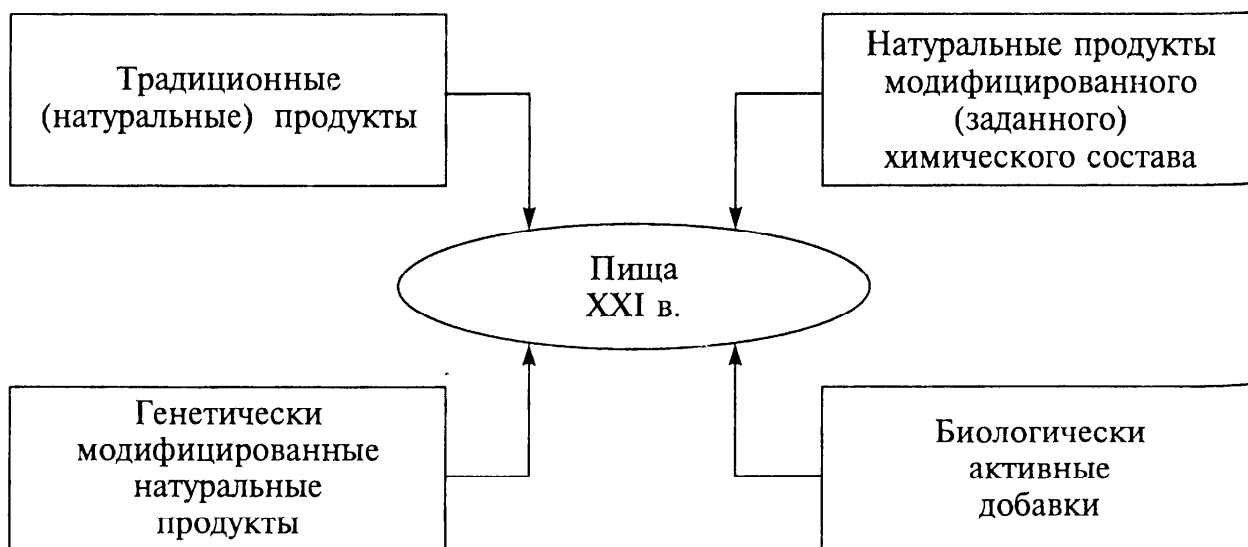 Традиционные
(натуральные) продукты
Натуральные продукты
модифицированного
(заданного)
химического состава
Пища
XXI в.
Генетически
модифицированные
натуральные
продукты
Биологически
активные
добавки